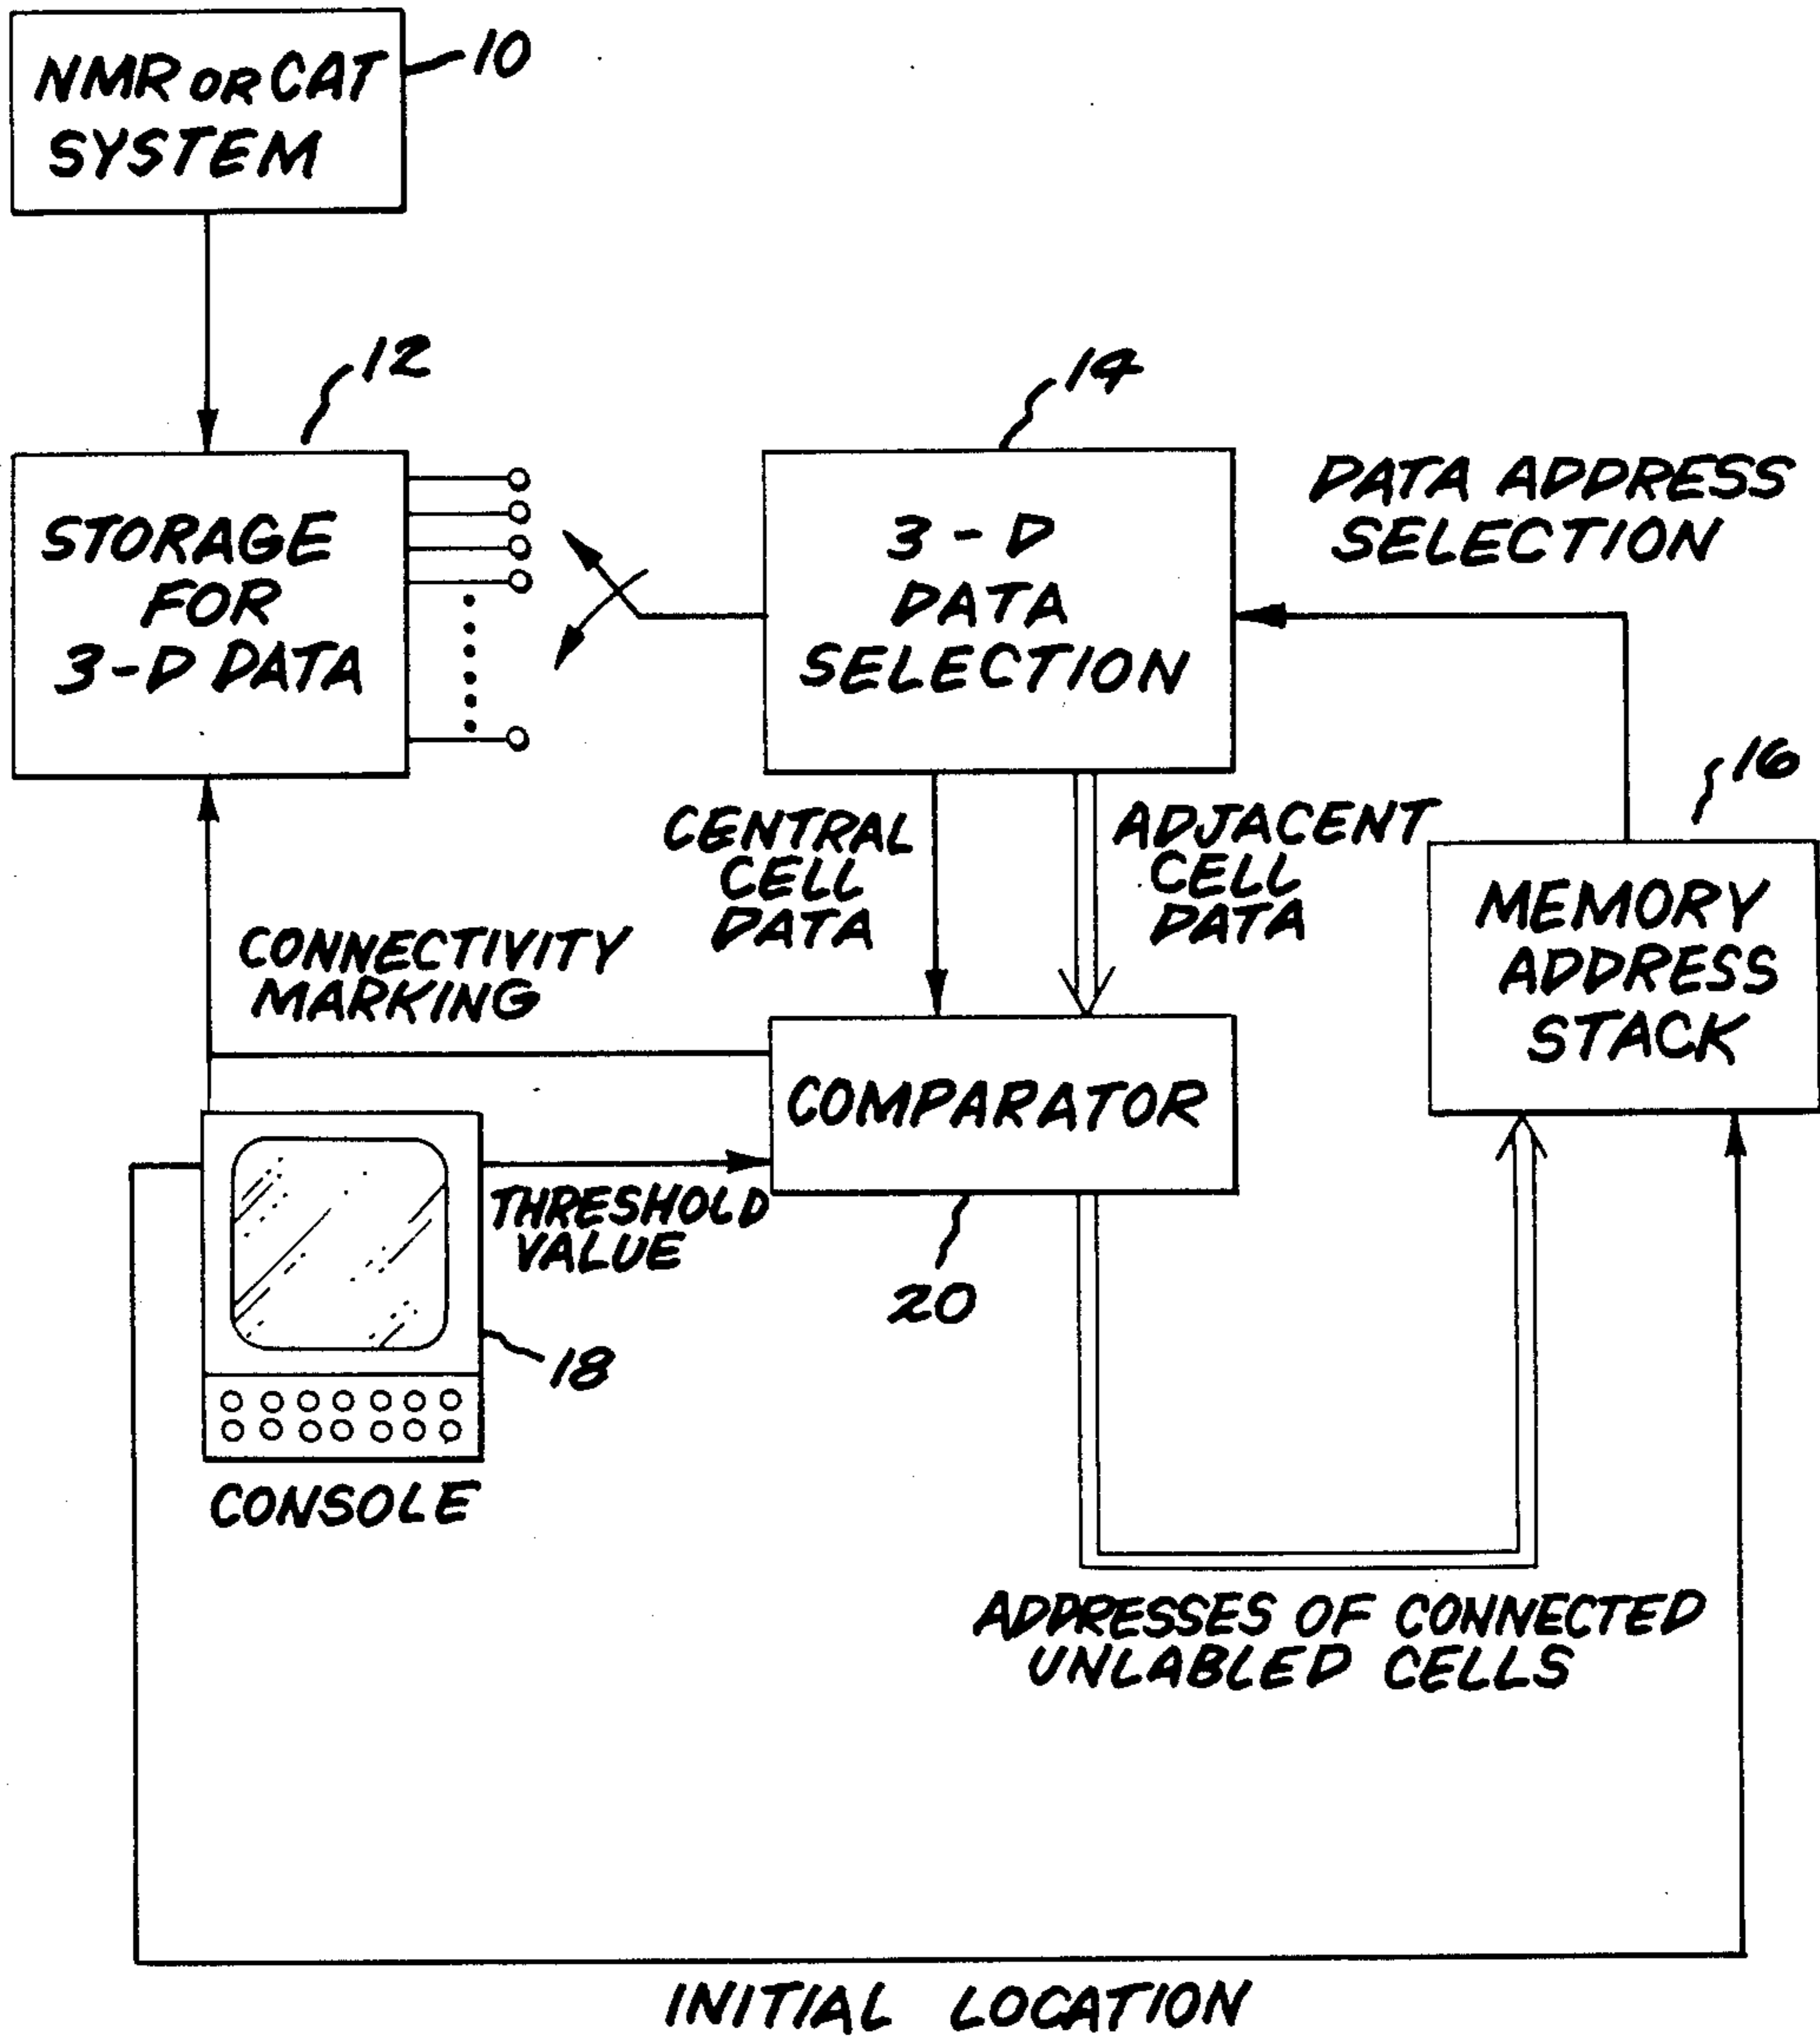 NMR OR CAT
SYSTEM
10
12
STORAGE
FOR
3-D DATA
14
3-D
DATA
SELECTION
DATA ADDRESS
SELECTION
16
MEMORY
ADDRESS
STACK
CENTRAL
CELL
DATA
ADJACENT
CELL
DATA
CONNECTIVITY
MARKING
COMPARATOR
20
THRESHOLD
VALUE
18
CONSOLE
ADDRESSES OF CONNECTED
UNLABLED CELLS
INITIAL LOCATION